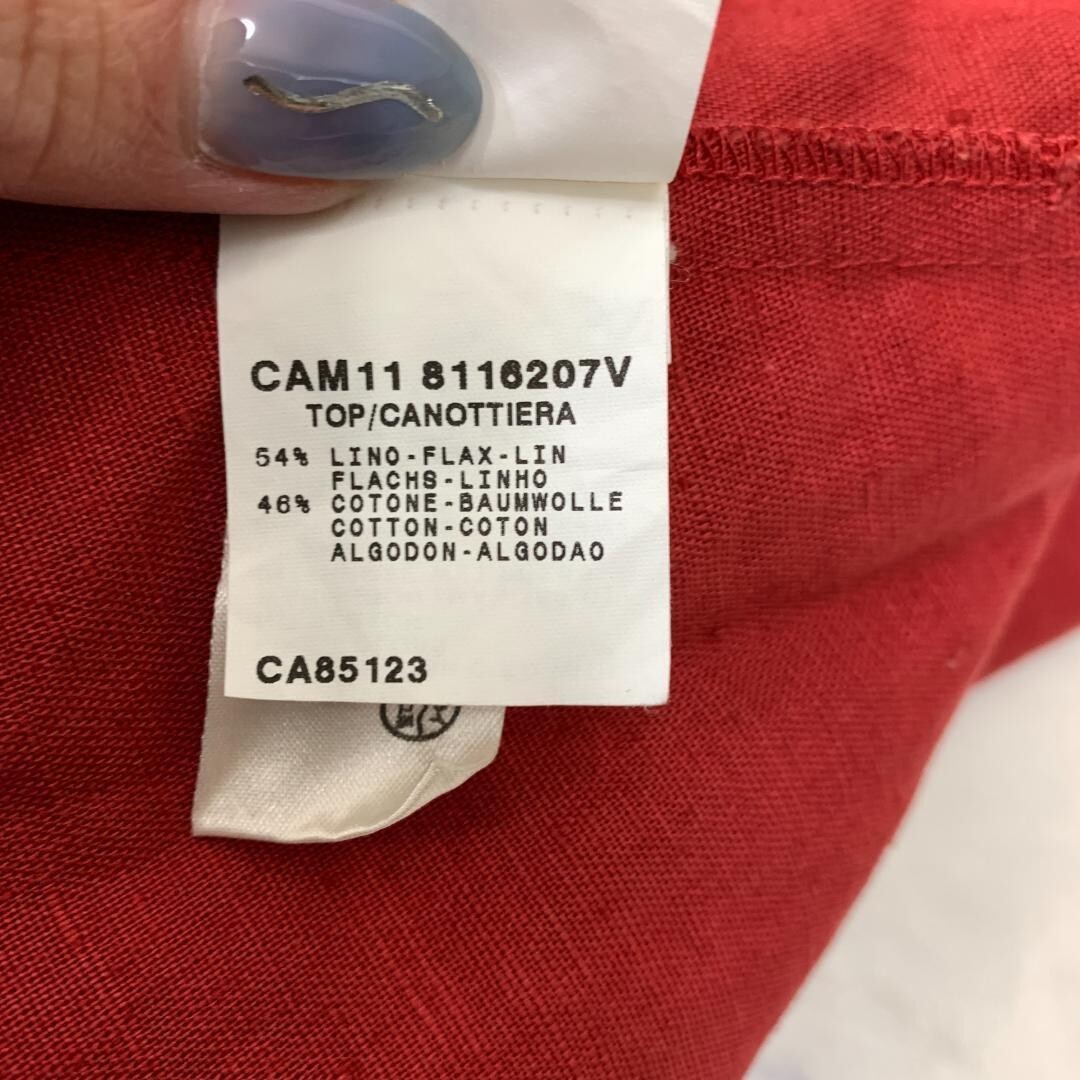 CAM11 8116207V
TOP/CANOTTIERA
54% LINO-FLAX-LIN
FLACHS-LINHO
46% COTONE-BAUMWOLLE
COTTON-COTON
ALGODON-ALGODAO
CA85123